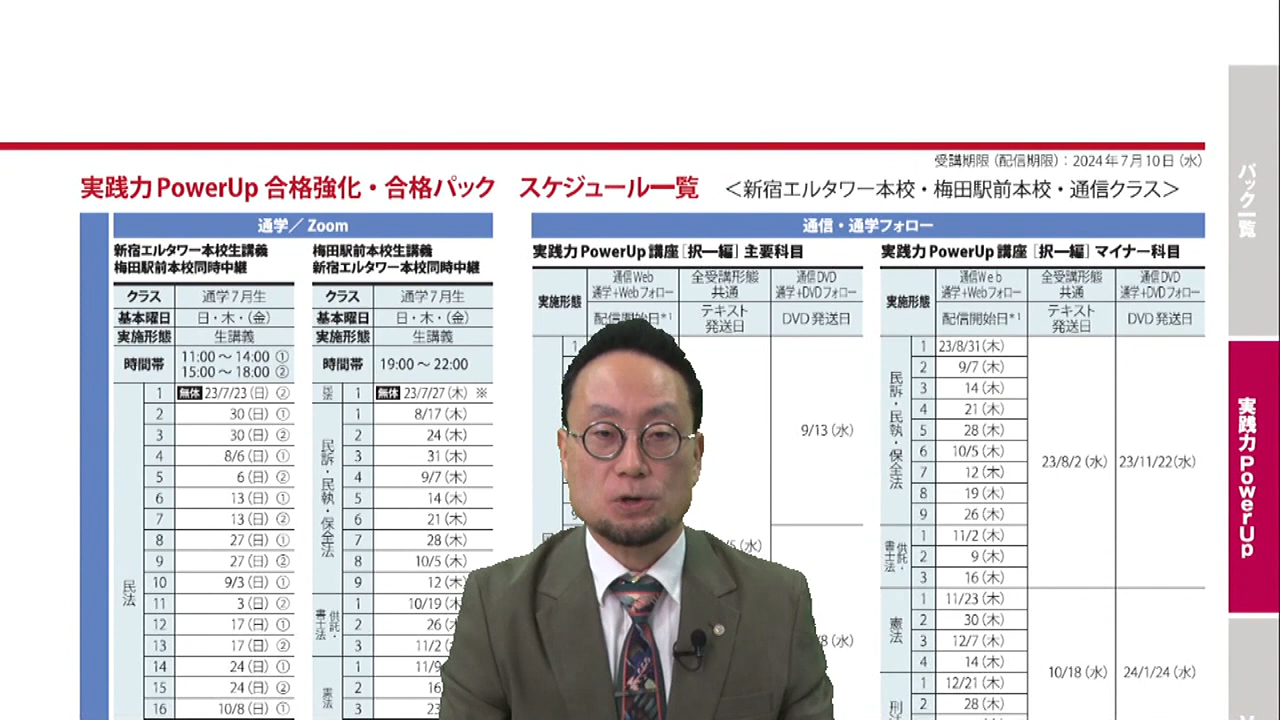 受講期限(配信期限):2024年7月10日(水)
実践力PowerUp 合格強化・合格パック スケジュール一覧 <新宿エルタワー本校・梅田駅前本校・通信クラス>
通学/Zoom
新宿エルタワー本校生講義
梅田駅前本校同時中継
クラス 通学7月生
基本曜日 日・木・(金)
実施形態 生講義
時間帯 11:00〜14:00 ①
15:00〜18:00 ②
民法
1 無休 23/7/23(日) ②
2 30(日) ①
3 30(日) ②
4 8/6(日) ①
5 6(日) ②
6 13(日) ①
7 13(日) ②
8 27(日) ①
9 27(日) ②
10 9/3(日) ①
11 3(日) ②
12 17(日) ①
13 17(日) ②
14 24(日) ①
15 24(日) ②
16 10/8(日) ①
梅田駅前本校生講義
新宿エルタワー本校同時中継
クラス 通学7月生
基本曜日 日・木・(金)
実施形態 生講義
時間帯 19:00〜22:00
民法 1 無休 23/7/27(木) ※
民訴・民執・保全法
1 8/17(木)
2 24(木)
3 31(木)
4 9/7(木)
5 14(木)
6 21(木)
7 28(木)
8 10/5(木)
9 12(木)
供託・書士法
1 10/19(木)
2 26(
3 11/2(
憲法
1 11/9
2 16
3 23
通信・通学フォロー
実践力PowerUp講座[択一編]主要科目
実施形態
通信Web
通学+Webフォロー
配信開始日*1
全受講形態
共通
テキスト
発送日
通信DVD
通学+DVDフォロー
DVD発送日
1
9/13(水)
(水)
(水)
実践力PowerUp講座[択一編]マイナー科目
実施形態
通信Web
通学+Webフォロー
配信開始日*1
全受講形態
共通
テキスト
発送日
通信DVD
通学+DVDフォロー
DVD発送日
民訴・民執・保全法
1 23/8/31(木)
2 9/7(木)
3 14(木)
4 21(木)
5 28(木)
6 10/5(木)
7 12(木)
8 19(木)
9 26(木)
供託・書士法
1 11/2(木)
2 9(木)
3 16(木)
23/8/2(水) 23/11/22(水)
憲法
1 11/23(木)
2 30(木)
3 12/7(木)
4 14(木)
刑法
1 12/21(木)
2 28(木)
10/18(水) 24/1/24(水)
パック一覧
実践力PowerUp